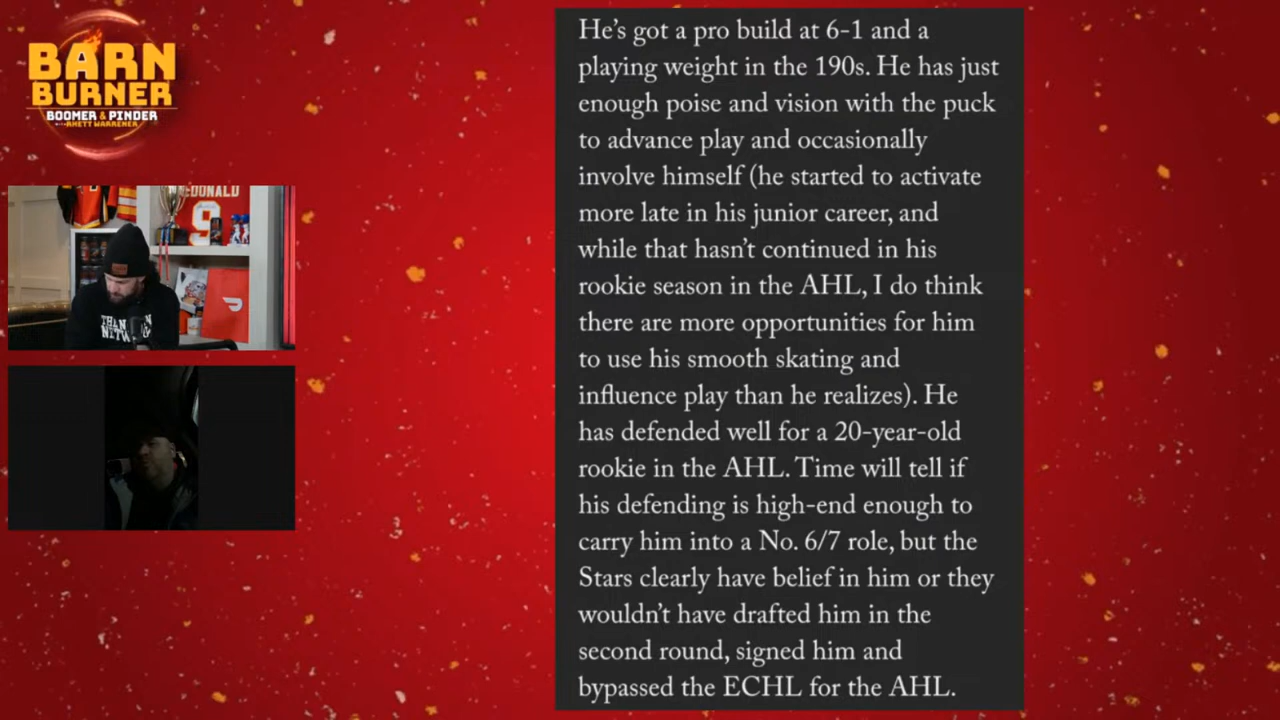 BARN
BURNER
BOOMER & PINDER
WITH RHETT WARRENER
DONALD
9
He's got a pro build at 6-1 and a
playing weight in the 190s. He has just
enough poise and vision with the puck
to advance play and occasionally
involve himself (he started to activate
more late in his junior career, and
while that hasn't continued in his
rookie season in the AHL, I do think
there are more opportunities for him
to use his smooth skating and
influence play than he realizes). He
has defended well for a 20-year-old
rookie in the AHL. Time will tell if
his defending is high-end enough to
carry him into a No. 6/7 role, but the
Stars clearly have belief in him or they
wouldn't have drafted him in the
second round, signed him and
bypassed the ECHL for the AHL.